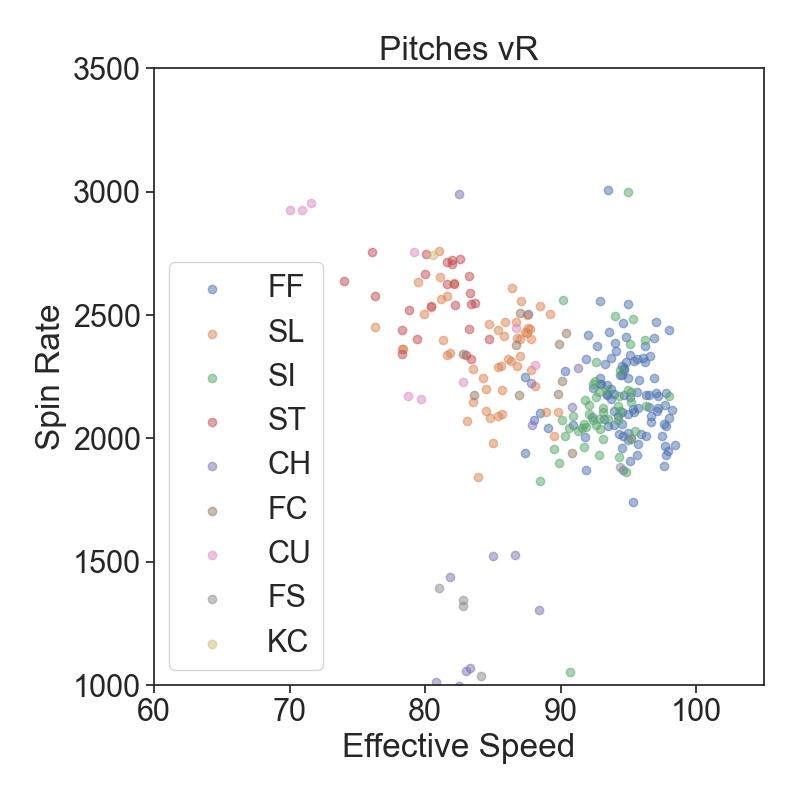 Pitches vR
3500
3000
2500
2000
1500
1000
Spin Rate
FF
SL
SI
ST
CH
FC
CU
FS
KC
60 70 80 90 100
Effective Speed